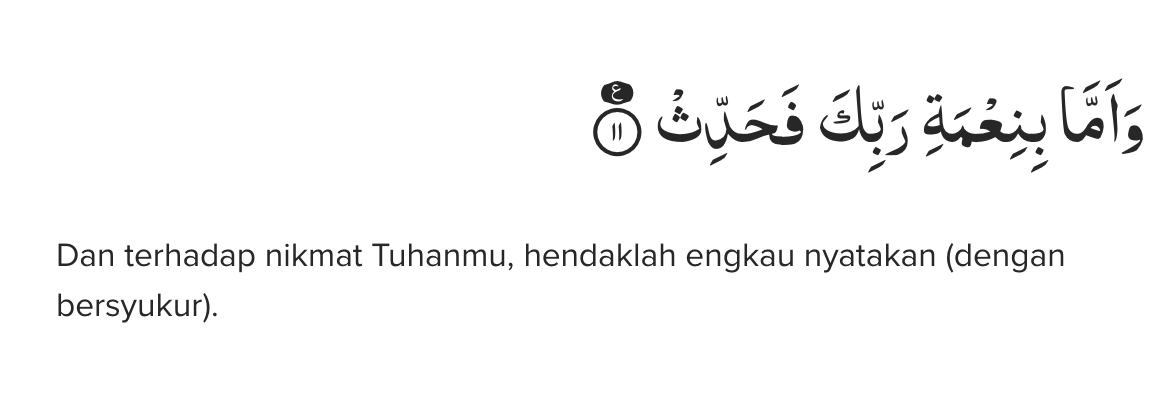 وَاَمَّا بِنِعْمَةِ رَبِّكَ فَحَدِّثْ ࣖ ١١
Dan terhadap nikmat Tuhanmu, hendaklah engkau nyatakan (dengan
bersyukur).